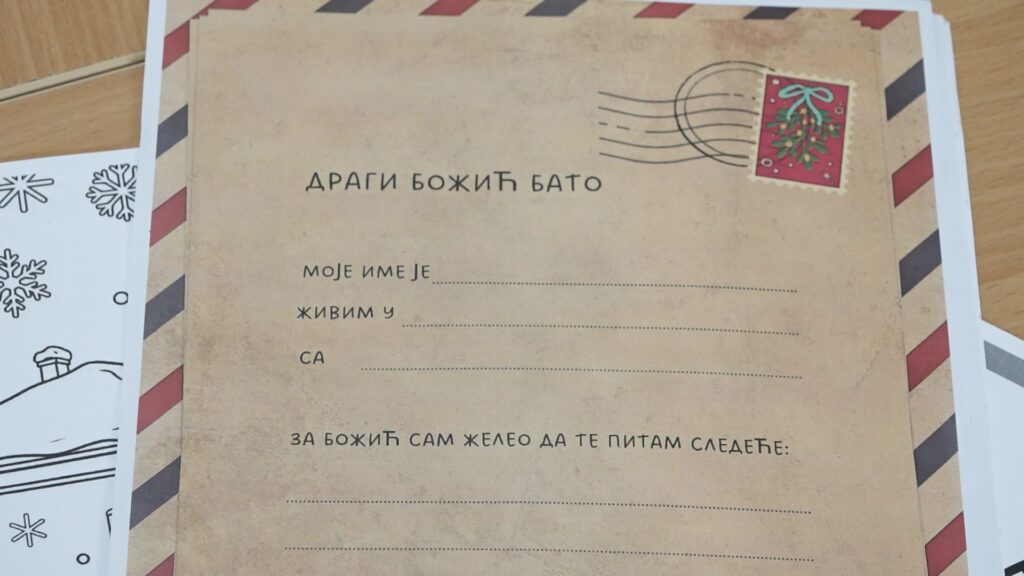 ДРАГИ БОЖИЋ БАТО
МОЈЕ ИМЕ ЈЕ
ЖИВИМ У
СА
ЗА БОЖИЋ САМ ЖЕЛЕО ДА ТЕ ПИТАМ СЛЕДЕЋЕ: